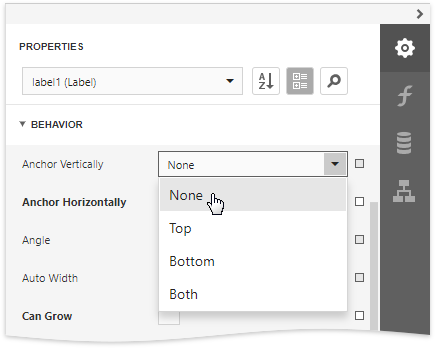 PROPERTIES
label1 (Label)
A
Z
BEHAVIOR
Anchor Vertically
None
Anchor Horizontally
None
Top
Angle
Bottom
Auto Width
Both
Can Grow